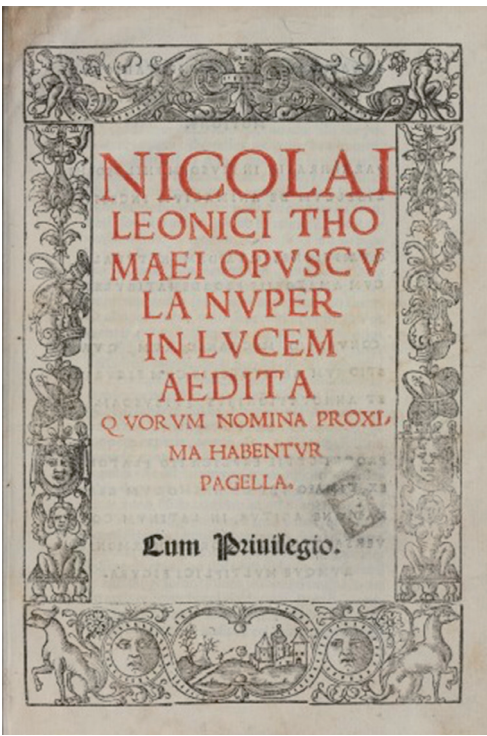 NICOLAI
LEONICI THO
MAEI OPVSCV
LA NVPER
IN LVCEM
AEDITA
QVORVM NOMINA PROXI,
MA HABENTVR
PAGELLA.
Cum Priuilegio.